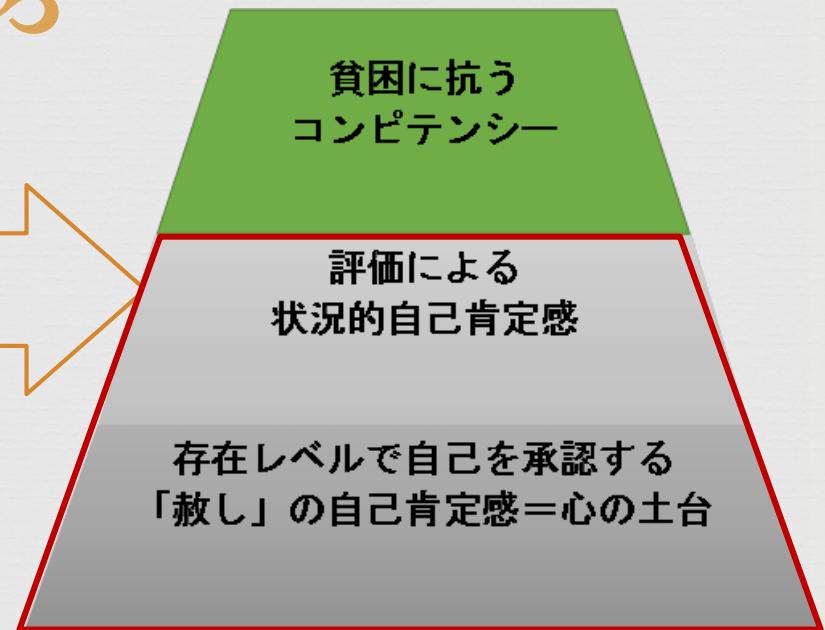 貧困に抗う
コンピテンシー
評価による
状況的自己肯定感
存在レベルで自己を承認する
「赦し」の自己肯定感＝心の土台